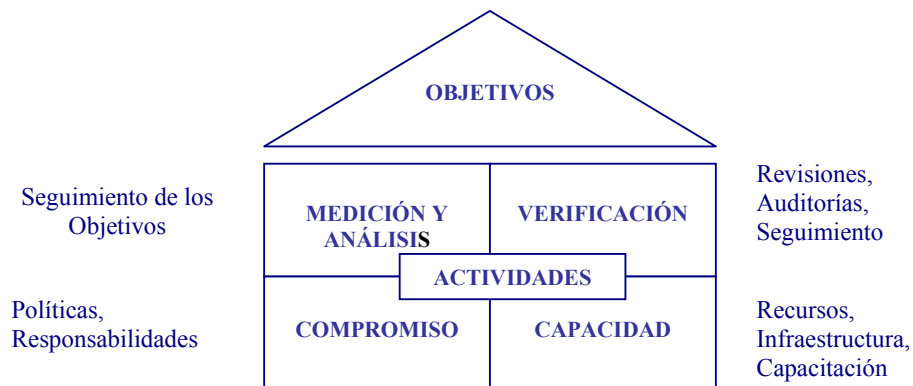 OBJETIVOS
Seguimiento de los
Objetivos
MEDICIÓN Y
ANÁLISIS
VERIFICACIÓN
Revisiones,
Auditorías,
Seguimiento
ACTIVIDADES
Políticas,
Responsabilidades
COMPROMISO
CAPACIDAD
Recursos,
Infraestructura,
Capacitación